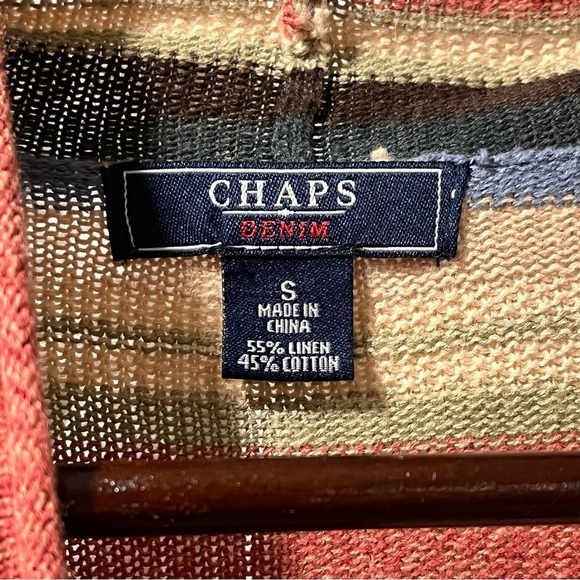 CHAPS
DENIM
S
MADE IN
CHINA
55% LINEN
45% COTTON